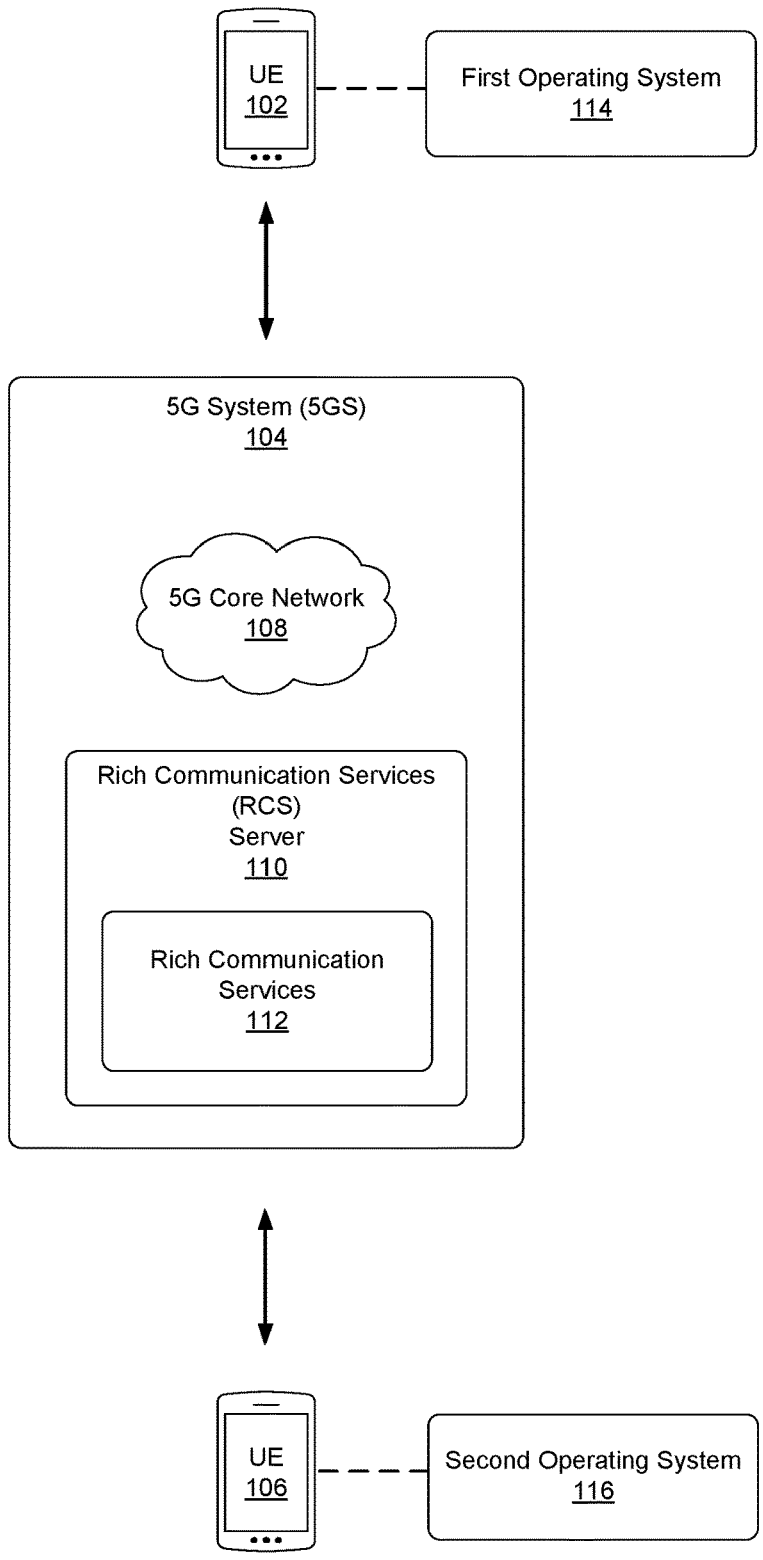 UE
102
First Operating System
114
5G System (5GS)
104
5G Core Network
108
Rich Communication Services
(RCS)
Server
110
Rich Communication
Services
112
UE
106
Second Operating System
116